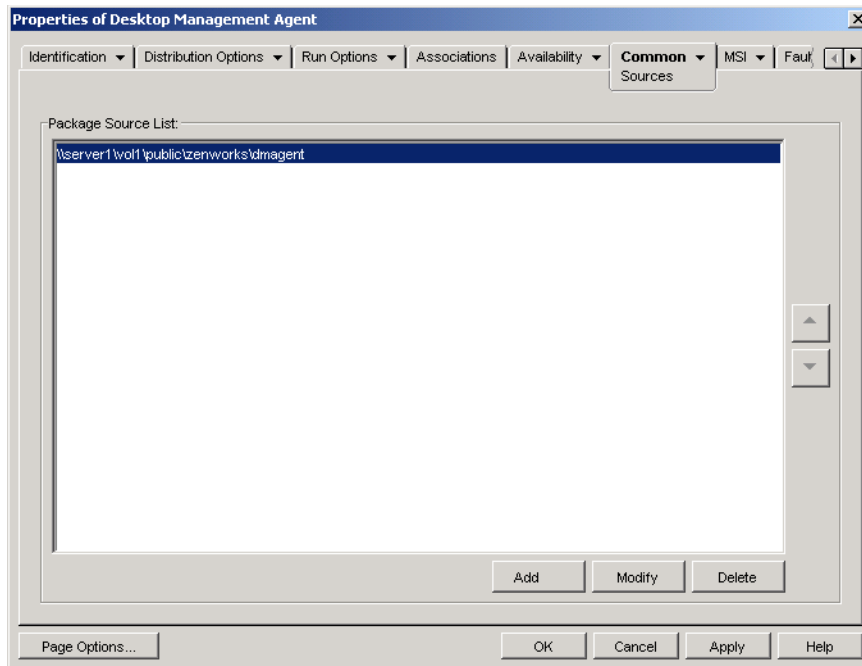 Properties of Desktop Management Agent
Identification Distribution Options Run Options Associations Availability Common MSI Faul
Sources
Package Source List:
\\server1\vol1\public\zenworks\dmagent
Add Modify Delete
Page Options... OK Cancel Apply Help